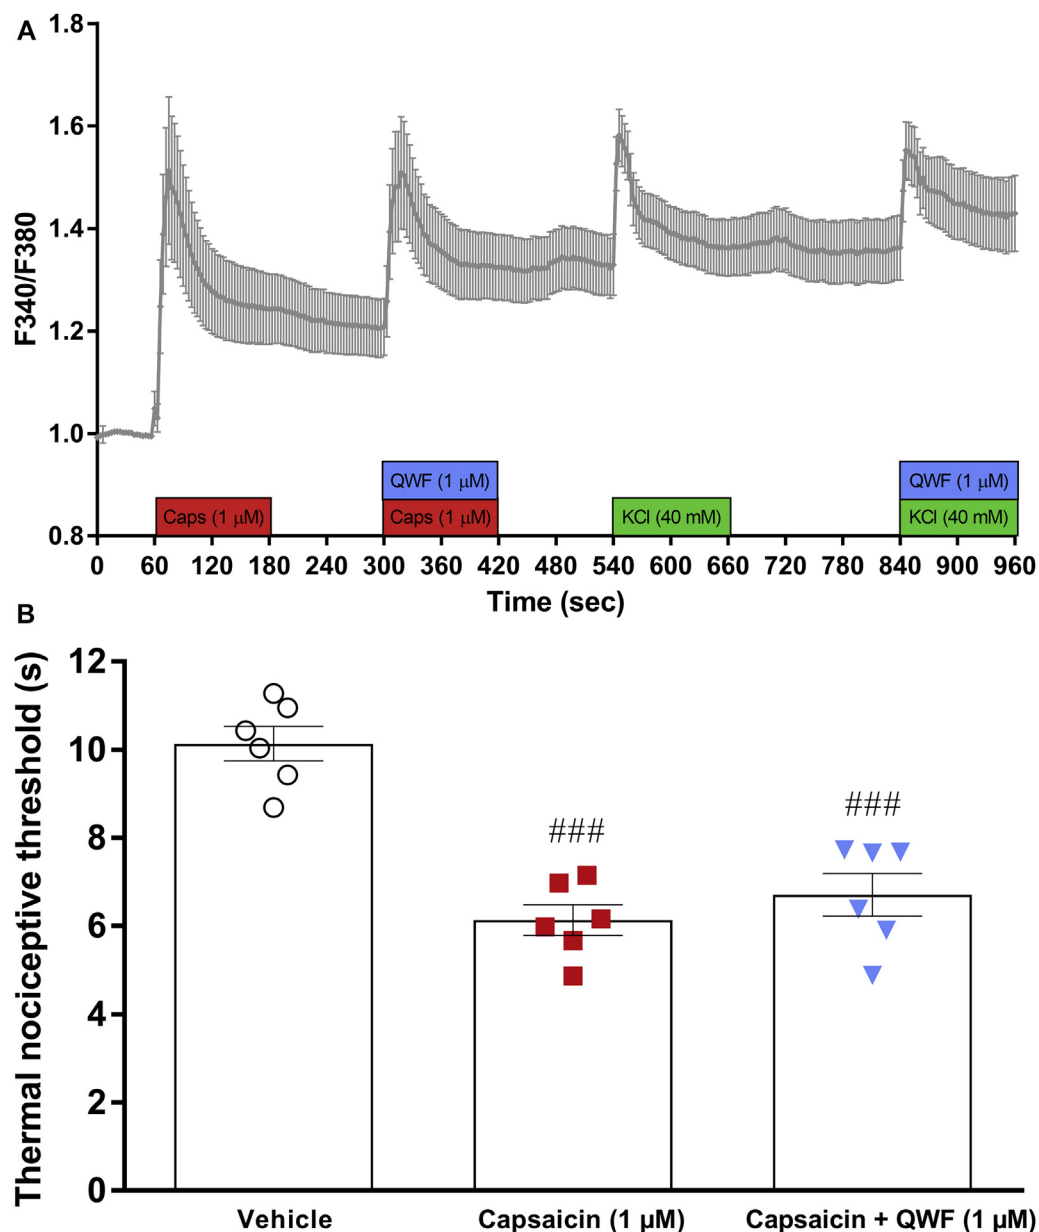 A
1.8
1.6
1.4
1.2
1.0
0.8
F340/F380
QWF (1 μM)
QWF (1 μM)
Caps (1 μM)
Caps (1 μM)
KCl (40 mM)
KCl (40 mM)
0 60 120 180 240 300 360 420 480 540 600 660 720 780 840 900 960
Time (sec)
B
12
10
8
6
4
2
0
Thermal nociceptive threshold (s)
###
###
Vehicle
Capsaicin (1 μM)
Capsaicin + QWF (1 μM)